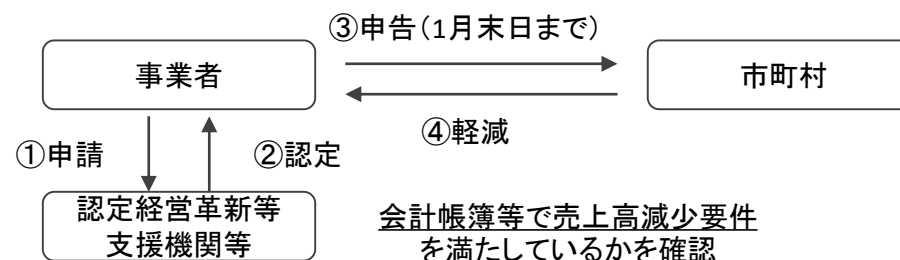 ③申告（1月末日まで）
事業者
市町村
④軽減
①申請
②認定
認定経営革新等
支援機関等
会計帳簿等で売上高減少要件
を満たしているかを確認